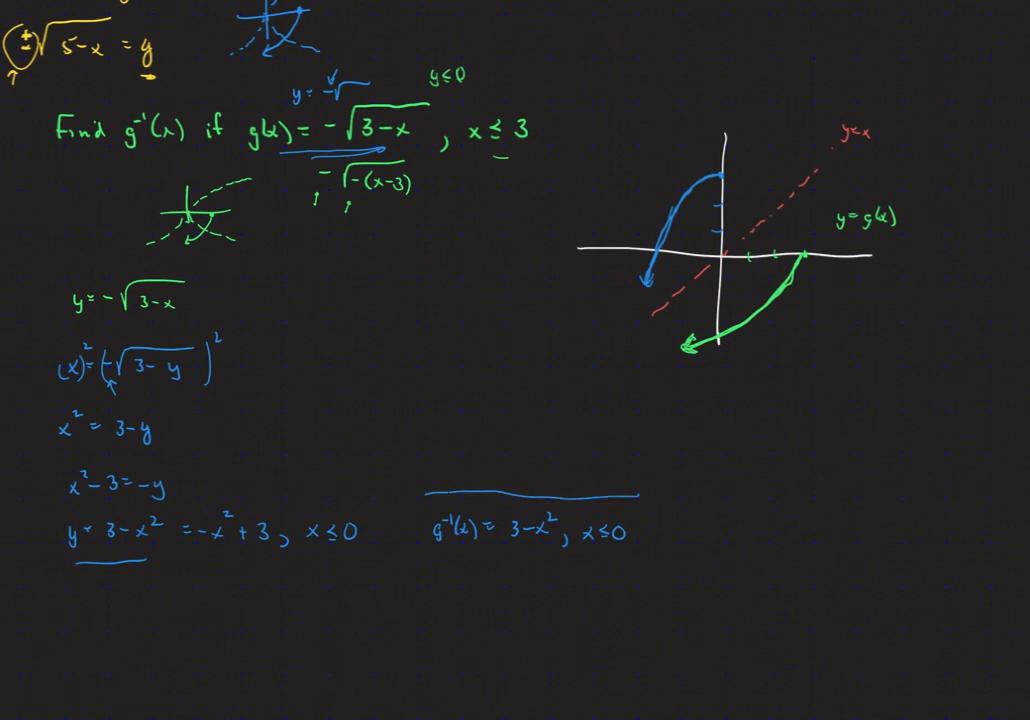 ±√(5-x) = y
y = -√
y ≤ 0
Find g⁻¹(x) if g(x) = -√(3-x) , x ≤ 3
-√(-(x-3))
y=x
y = g(x)
y = -√(3-x)
(x)² = (-√(3-y))²
x² = 3-y
x² - 3 = -y
y = 3-x² = -x² + 3, x ≤ 0
g⁻¹(x) = 3-x², x ≤ 0